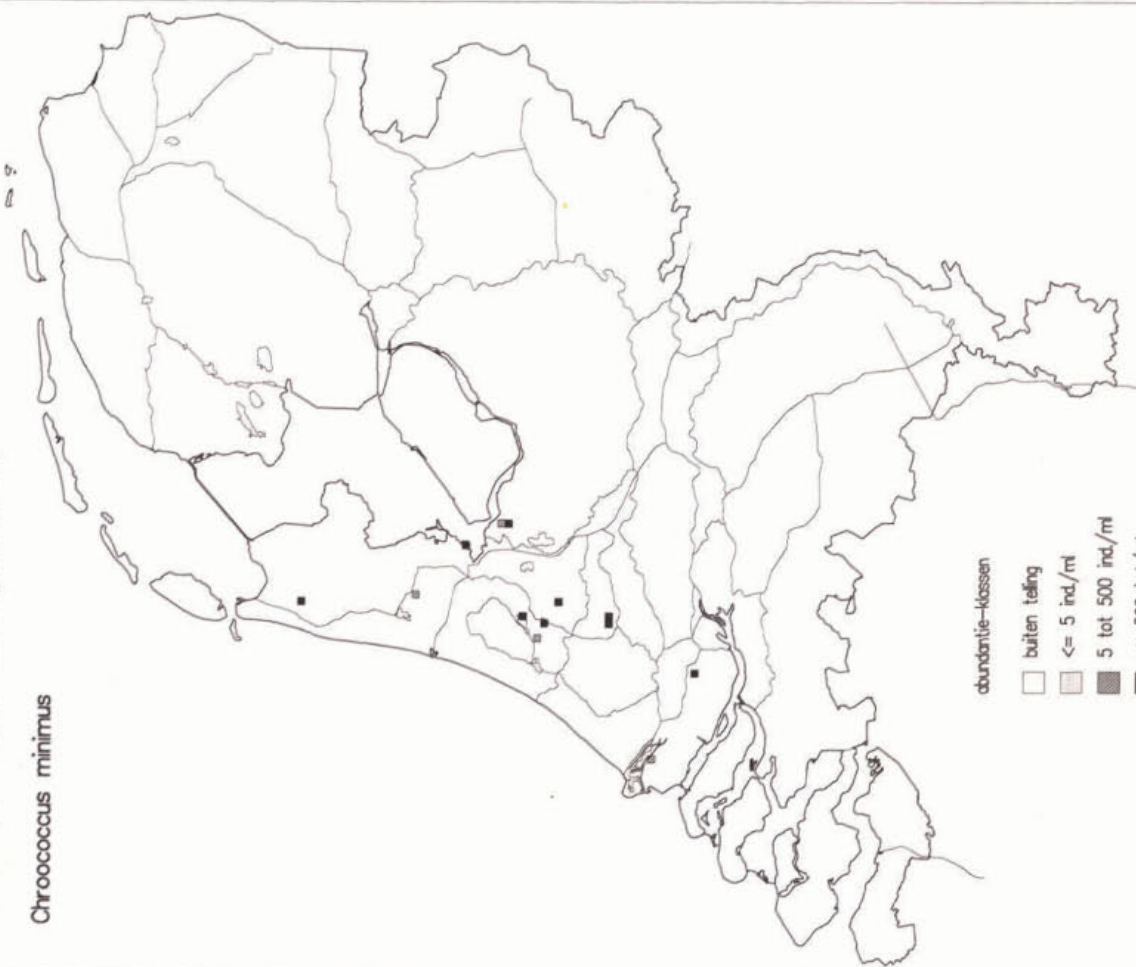 Chroococcus minimus
abundantie-klassen
buiten telling
<= 5 ind./ml
5 tot 500 ind./ml